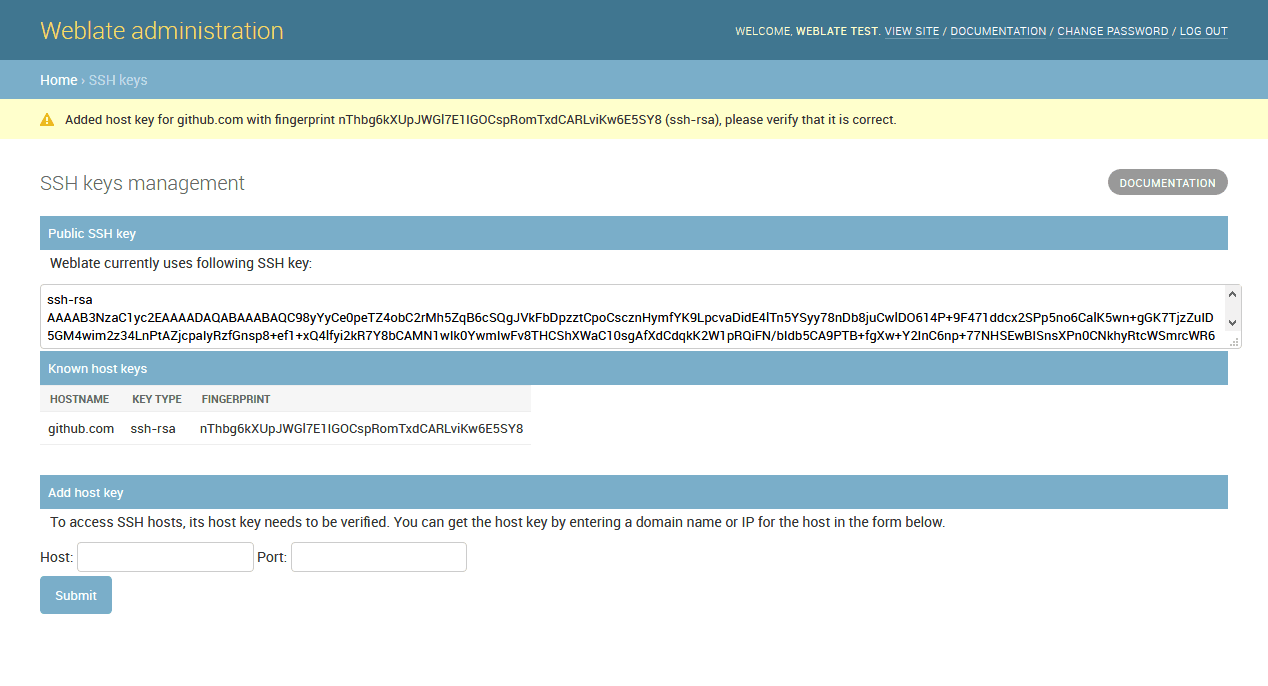 Weblate administration
WELCOME, WEBLATE TEST. VIEW SITE / DOCUMENTATION / CHANGE PASSWORD / LOG OUT
Home › SSH keys
Added host key for github.com with fingerprint nThbg6kXUpJWGl7E1IGOCspRomTxdCARLviKw6E5SY8 (ssh-rsa), please verify that it is correct.
SSH keys management
DOCUMENTATION
Public SSH key
Weblate currently uses following SSH key:
ssh-rsa
AAAAB3NzaC1yc2EAAAADAQABAAABAQC98yYyCe0peTZ4obC2rMh5ZqB6cSQgJVkFbDpzztCpoCscznHymfYK9LpcvaDidE4lTn5YSyy78nDb8juCwlDO614P+9F471ddcx2SPp5no6CalK5wn+gGK7TjzZuID
5GM4wim2z34LnPtAZjcpaIyRzfGnsp8+ef1+xQ4lfyi2kR7Y8bCAMN1wIk0YwmIwFv8THCShXWaC10sgAfXdCdqkK2W1pRQiFN/bIdb5CA9PTB+fgXw+Y2InC6np+77NHSEwBISnsXPn0CNkhyRtcWSmrcWR6
Known host keys
HOSTNAME KEY TYPE FINGERPRINT
github.com ssh-rsa nThbg6kXUpJWGl7E1IGOCspRomTxdCARLviKw6E5SY8
Add host key
To access SSH hosts, its host key needs to be verified. You can get the host key by entering a domain name or IP for the host in the form below.
Host: Port:
Submit